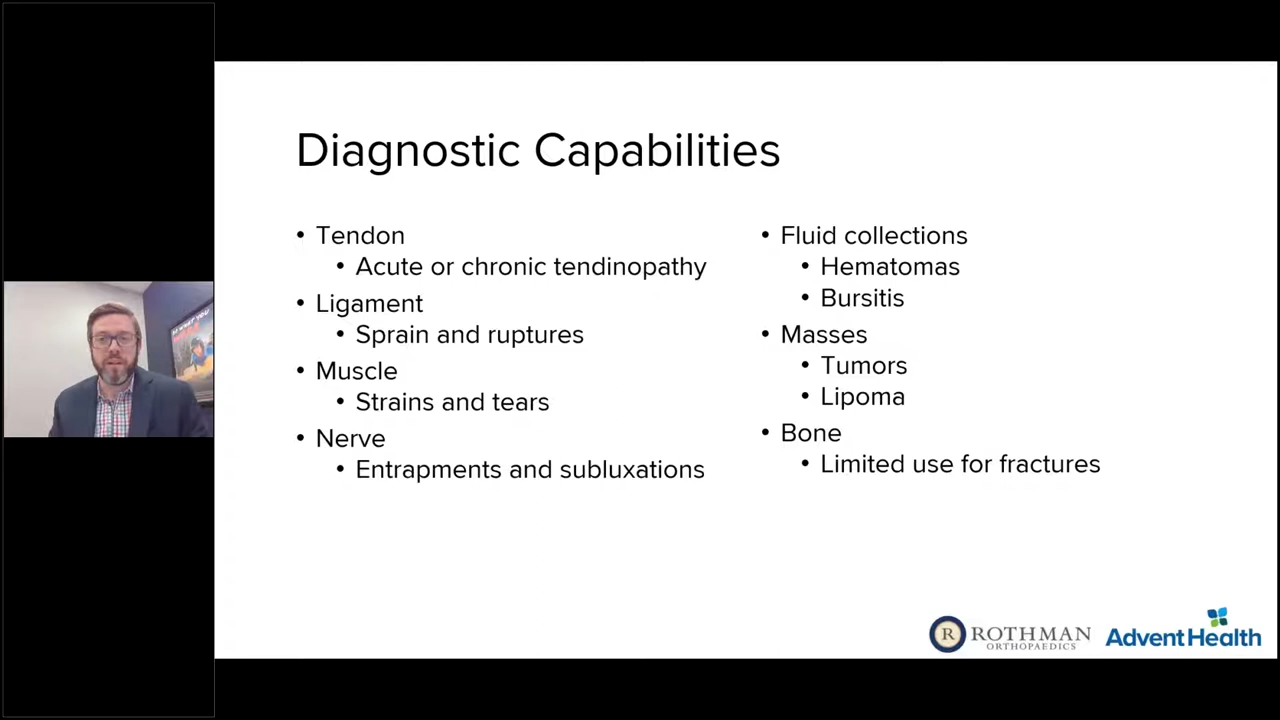 Diagnostic Capabilities
• Tendon
• Acute or chronic tendinopathy
• Ligament
• Sprain and ruptures
• Muscle
• Strains and tears
• Nerve
• Entrapments and subluxations
• Fluid collections
• Hematomas
• Bursitis
• Masses
• Tumors
• Lipoma
• Bone
• Limited use for fractures
R ROTHMAN
ORTHOPAEDICS
AdventHealth